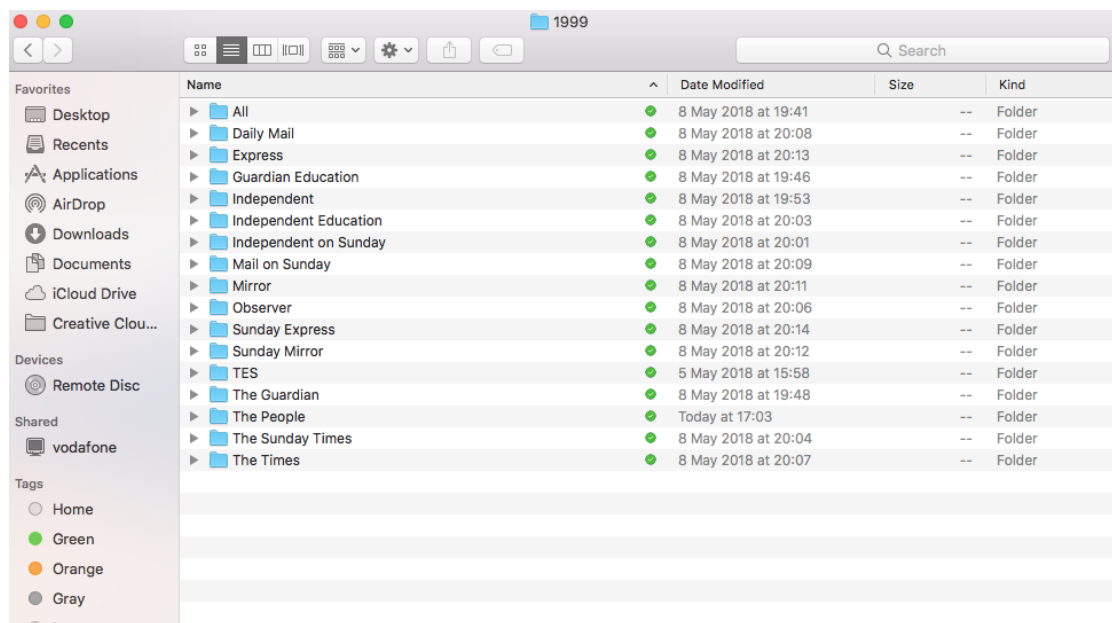 1999
Search
Favorites
Desktop
Recents
Applications
AirDrop
Downloads
Documents
iCloud Drive
Creative Clou...
Devices
Remote Disc
Shared
vodafone
Tags
Home
Green
Orange
Gray
Name Date Modified Size Kind
All 8 May 2018 at 19:41 -- Folder
Daily Mail 8 May 2018 at 20:08 -- Folder
Express 8 May 2018 at 20:13 -- Folder
Guardian Education 8 May 2018 at 19:46 -- Folder
Independent 8 May 2018 at 19:53 -- Folder
Independent Education 8 May 2018 at 20:03 -- Folder
Independent on Sunday 8 May 2018 at 20:01 -- Folder
Mail on Sunday 8 May 2018 at 20:09 -- Folder
Mirror 8 May 2018 at 20:11 -- Folder
Observer 8 May 2018 at 20:06 -- Folder
Sunday Express 8 May 2018 at 20:14 -- Folder
Sunday Mirror 8 May 2018 at 20:12 -- Folder
TES 5 May 2018 at 15:58 -- Folder
The Guardian 8 May 2018 at 19:48 -- Folder
The People Today at 17:03 -- Folder
The Sunday Times 8 May 2018 at 20:04 -- Folder
The Times 8 May 2018 at 20:07 -- Folder